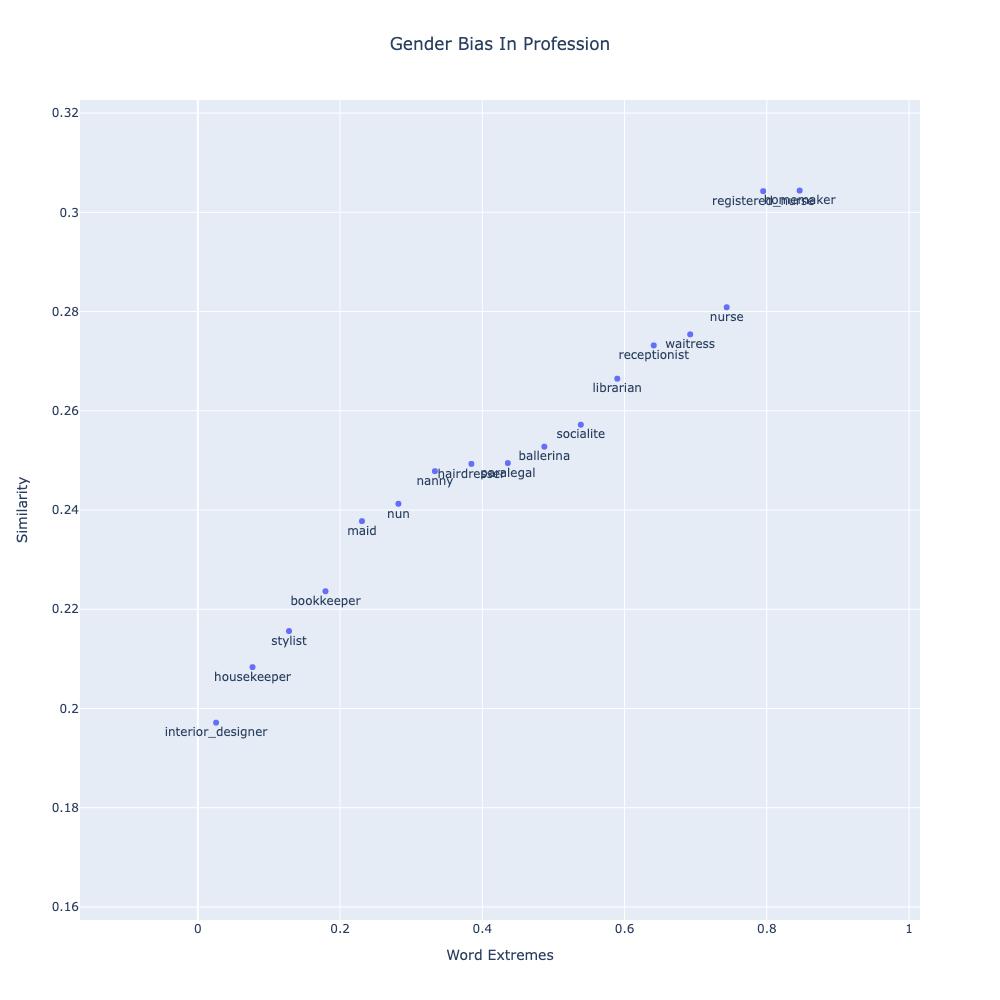 Gender Bias In Profession
0.32
0.3
0.28
0.26
0.24
0.22
0.2
0.18
0.16
Similarity
registered_nurse
homemaker
nurse
waitress
receptionist
librarian
socialite
ballerina
paralegal
hairdresser
nanny
nun
maid
bookkeeper
stylist
housekeeper
interior_designer
0 0.2 0.4 0.6 0.8 1
Word Extremes